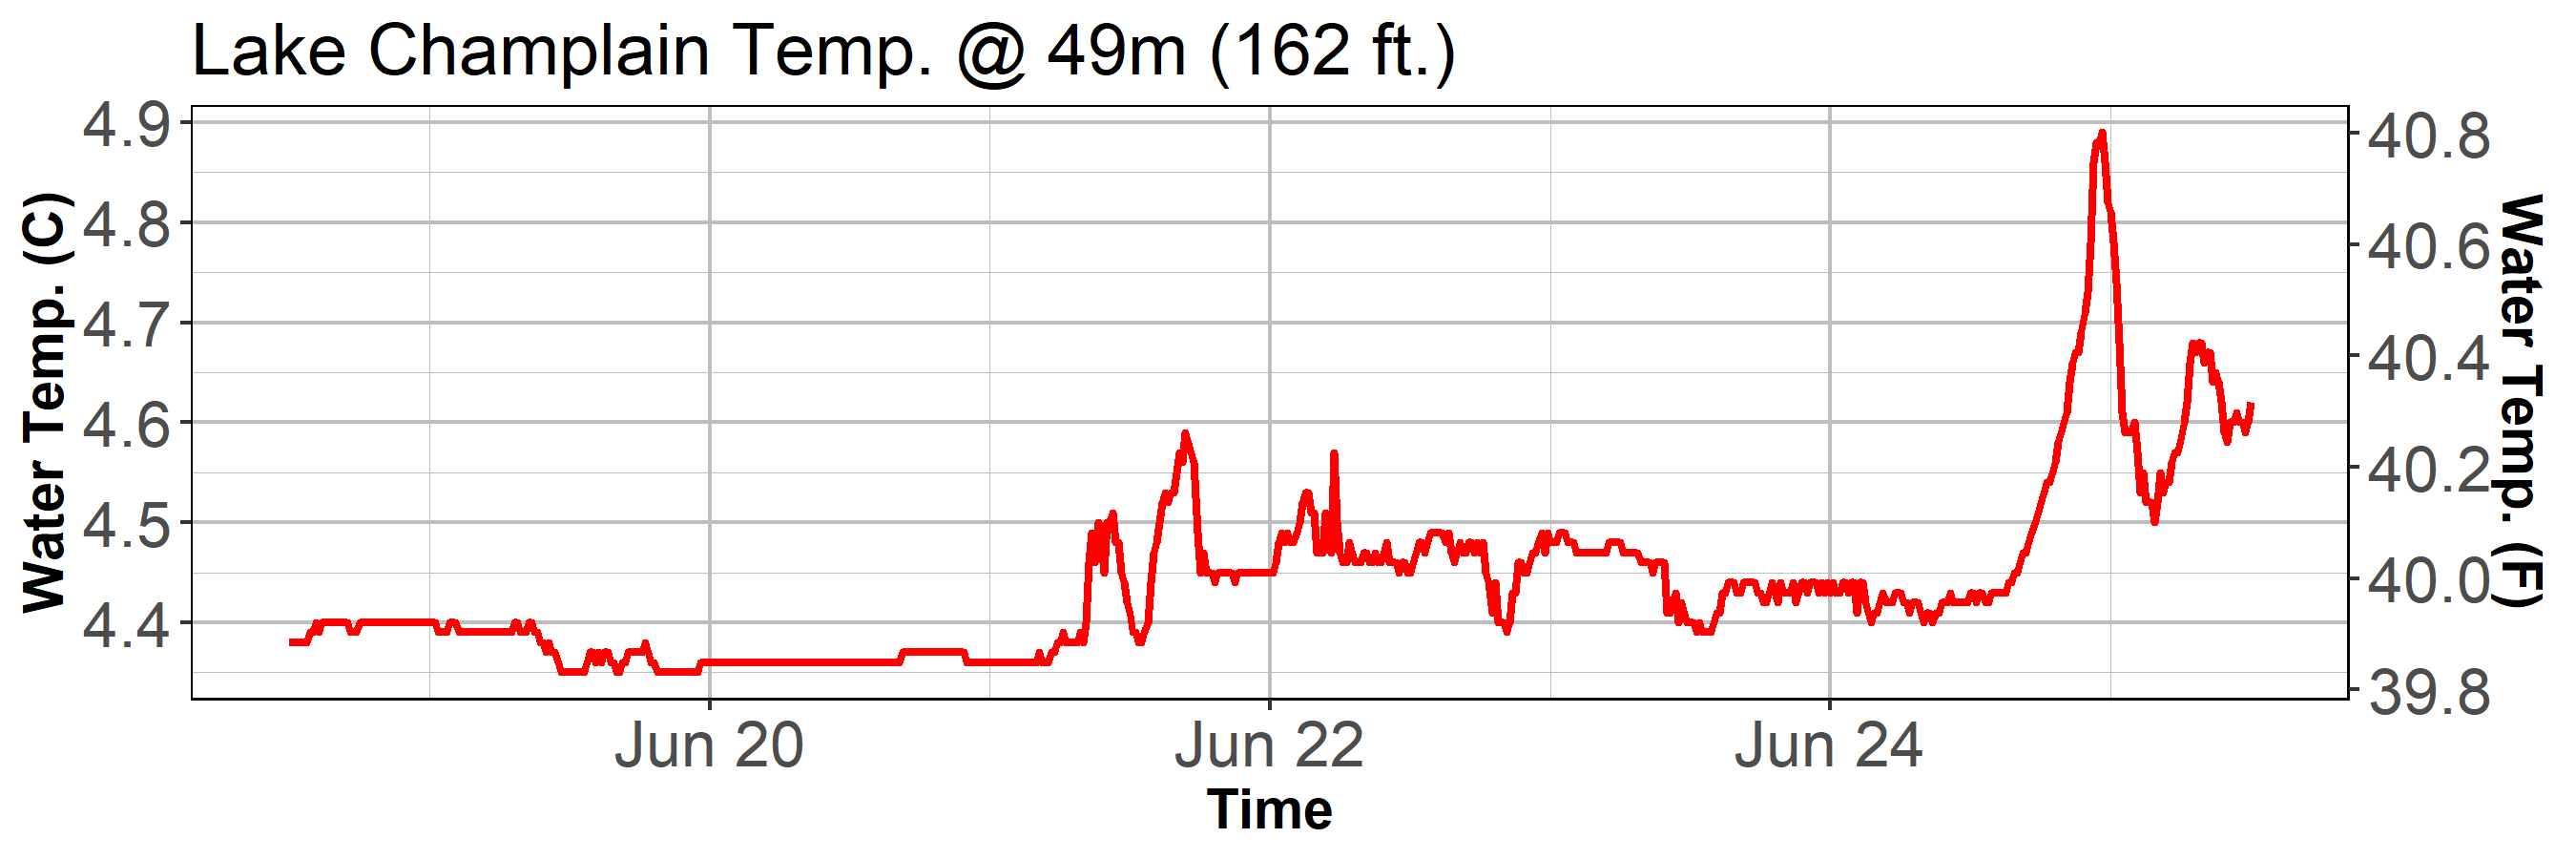 Lake Champlain Temp. @ 49m (162 ft.)
Water Temp. (C)
4.9
4.8
4.7
4.6
4.5
4.4
40.8
40.6
40.4
40.2
40.0
39.8
Water Temp. (F)
Jun 20
Jun 22
Jun 24
Time